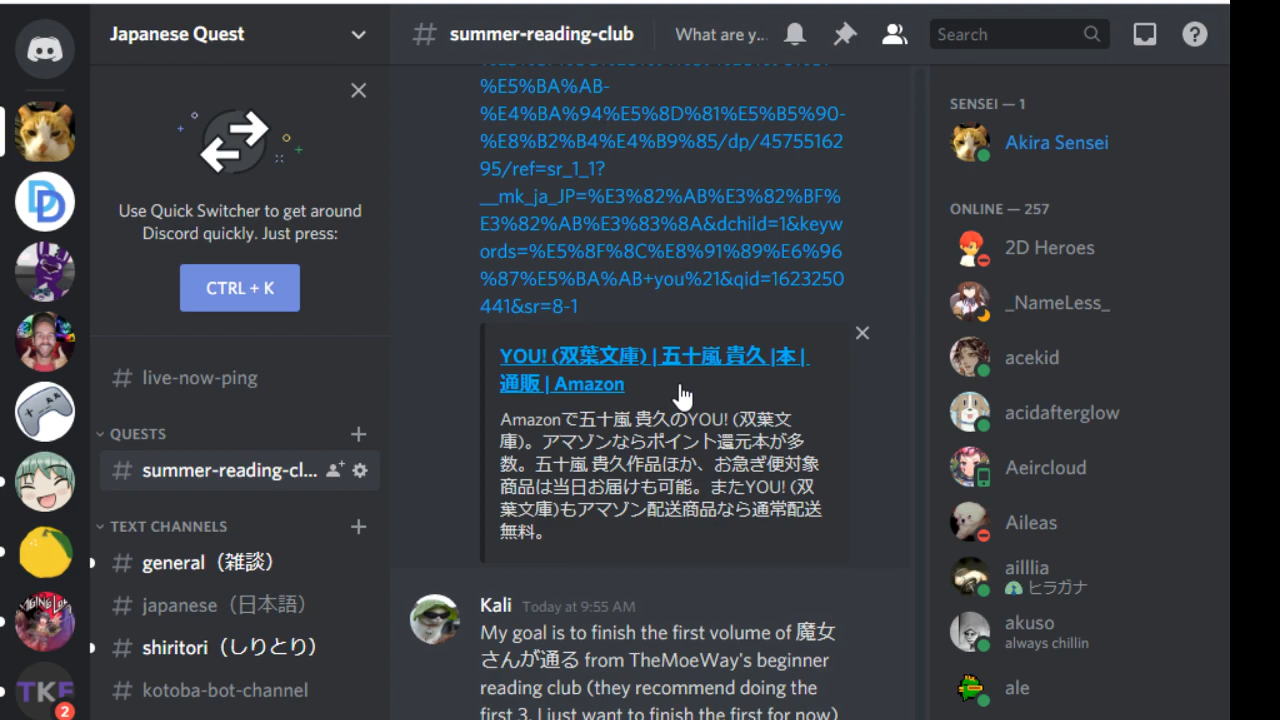 Japanese Quest
Use Quick Switcher to get around
Discord quickly. Just press:
CTRL + K
# live-now-ping
QUESTS
# summer-reading-cl...
TEXT CHANNELS
# general（雑談）
# japanese（日本語）
# shiritori（しりとり）
# kotoba-bot-channel
TKF
2
# summer-reading-club
What are y...
Search
%E5%BA%AB-
%E4%BA%94%E5%8D%81%E5%B5%90-
%E8%B2%B4%E4%B9%85/dp/45755162
95/ref=sr_1_1?
__mk_ja_JP=%E3%82%AB%E3%82%BF%
E3%82%AB%E3%83%8A&dchild=1&keyw
ords=%E5%8F%8C%E8%91%89%E6%96
%87%E5%BA%AB+you%21&qid=1623250
441&sr=8-1
YOU! (双葉文庫) | 五十嵐 貴久 |本 |
通販 | Amazon
Amazonで五十嵐 貴久のYOU! (双葉文
庫)。アマゾンならポイント還元本が多
数。五十嵐 貴久作品ほか、お急ぎ便対象
商品は当日お届けも可能。またYOU! (双
葉文庫)もアマゾン配送商品なら通常配送
無料。
Kali Today at 9:55 AM
My goal is to finish the first volume of 魔女
さんが通る from TheMoeWay's beginner
reading club (they recommend doing the
first 3, I just want to finish the first for now)
SENSEI — 1
Akira Sensei
ONLINE — 257
2D Heroes
_NameLess_
acekid
acidafterglow
Aeircloud
Aileas
ailllia
ヒラガナ
akuso
always chillin
ale